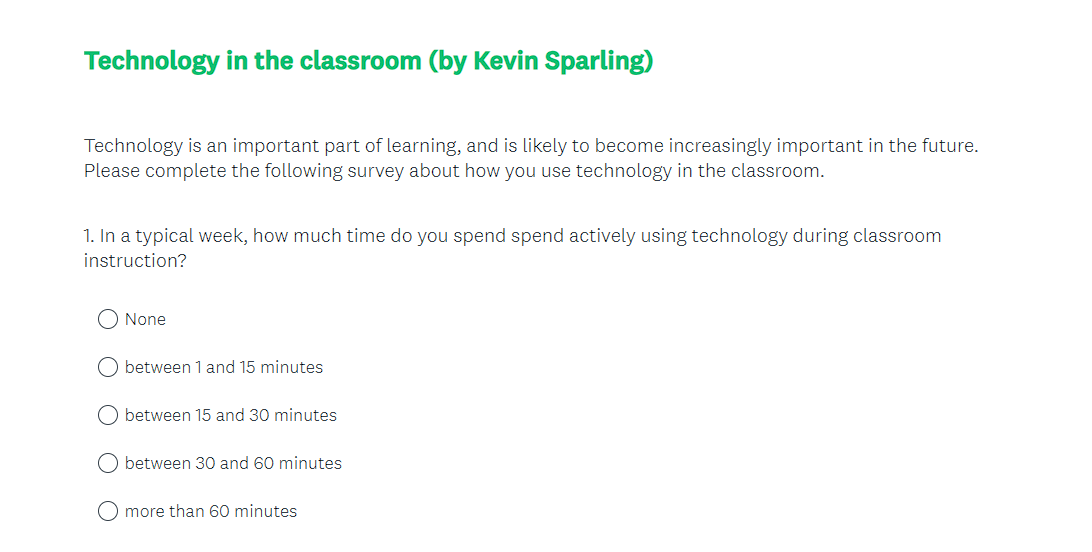 Technology in the classroom (by Kevin Sparling)
Technology is an important part of learning, and is likely to become increasingly important in the future.
Please complete the following survey about how you use technology in the classroom.
1. In a typical week, how much time do you spend spend actively using technology during classroom
instruction?
None
between 1 and 15 minutes
between 15 and 30 minutes
between 30 and 60 minutes
more than 60 minutes